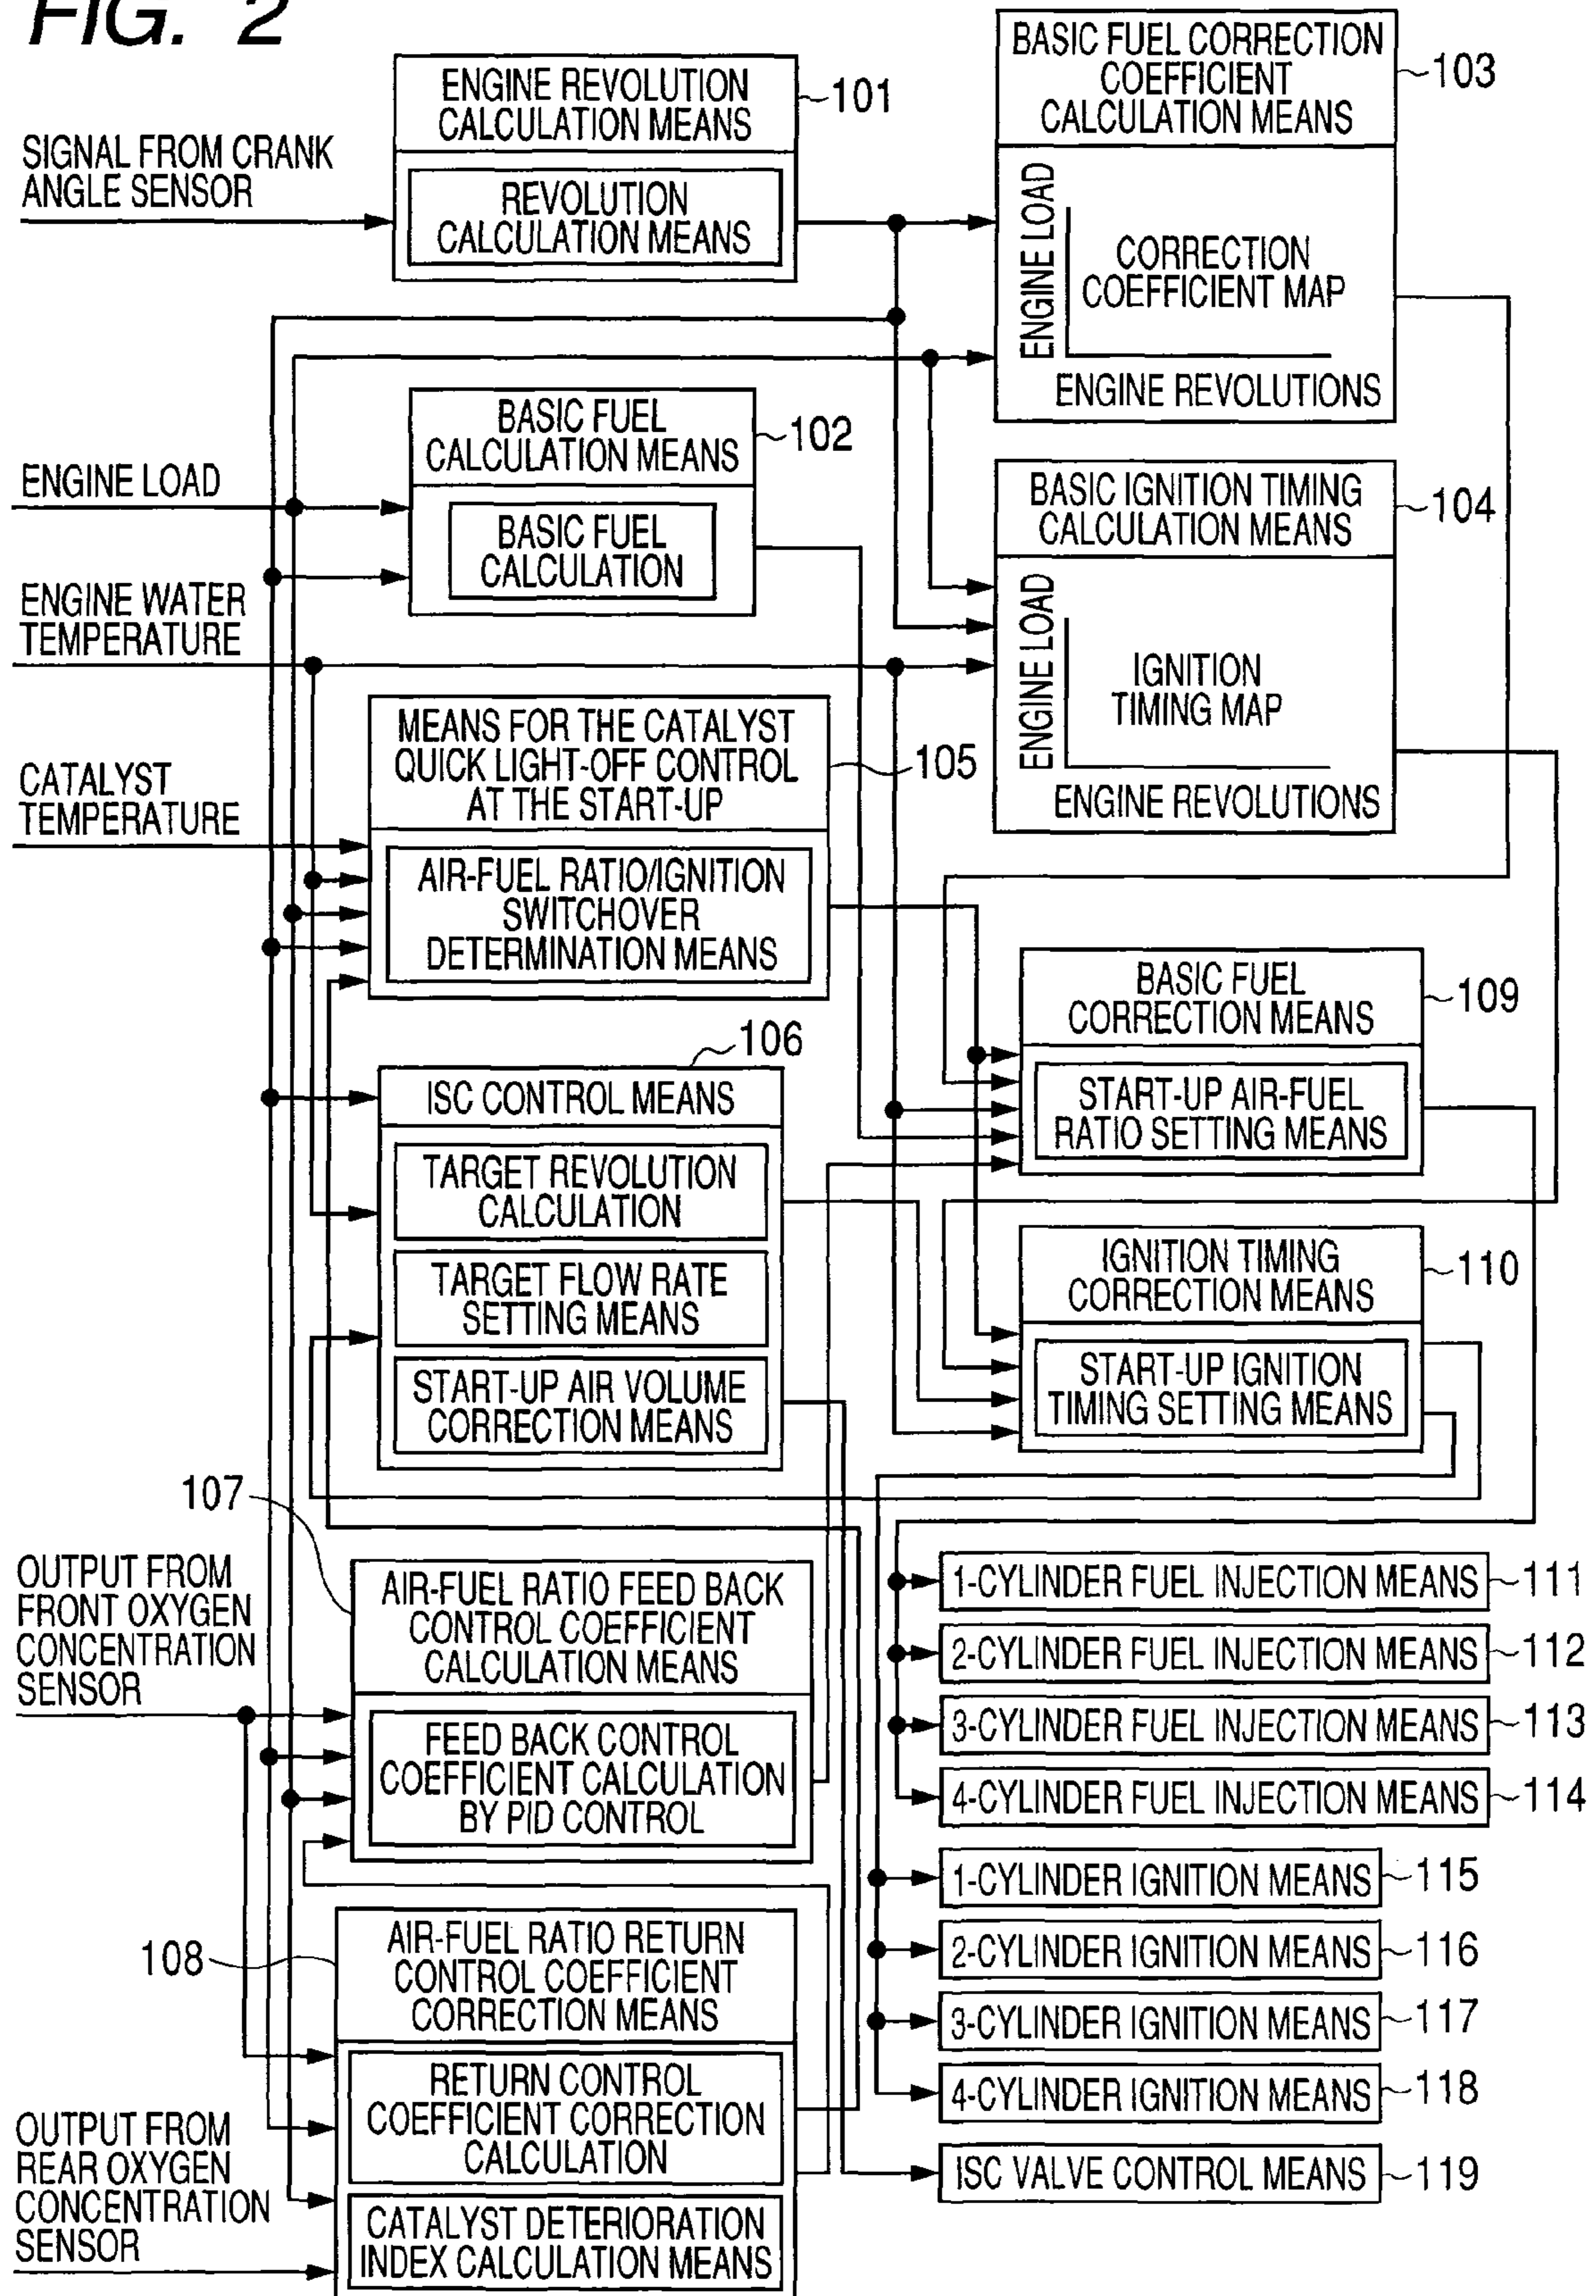 FIG. 2
ENGINE REVOLUTION
CALCULATION MEANS
101
REVOLUTION
CALCULATION MEANS
SIGNAL FROM CRANK
ANGLE SENSOR
BASIC FUEL CORRECTION
COEFFICIENT
CALCULATION MEANS
103
ENGINE LOAD
CORRECTION
COEFFICIENT MAP
ENGINE REVOLUTIONS
BASIC FUEL
CALCULATION MEANS
102
BASIC FUEL
CALCULATION
ENGINE LOAD
ENGINE WATER
TEMPERATURE
BASIC IGNITION TIMING
CALCULATION MEANS
104
ENGINE LOAD
IGNITION
TIMING MAP
ENGINE REVOLUTIONS
CATALYST
TEMPERATURE
MEANS FOR THE CATALYST
QUICK LIGHT-OFF CONTROL
AT THE START-UP
105
AIR-FUEL RATIO/IGNITION
SWITCHOVER
DETERMINATION MEANS
106
ISC CONTROL MEANS
TARGET REVOLUTION
CALCULATION
TARGET FLOW RATE
SETTING MEANS
START-UP AIR VOLUME
CORRECTION MEANS
BASIC FUEL
CORRECTION MEANS
109
START-UP AIR-FUEL
RATIO SETTING MEANS
IGNITION TIMING
CORRECTION MEANS
110
START-UP IGNITION
TIMING SETTING MEANS
107
OUTPUT FROM
FRONT OXYGEN
CONCENTRATION
SENSOR
AIR-FUEL RATIO FEED BACK
CONTROL COEFFICIENT
CALCULATION MEANS
FEED BACK CONTROL
COEFFICIENT CALCULATION
BY PID CONTROL
108
AIR-FUEL RATIO RETURN
CONTROL COEFFICIENT
CORRECTION MEANS
RETURN CONTROL
COEFFICIENT CORRECTION
CALCULATION
CATALYST DETERIORATION
INDEX CALCULATION MEANS
OUTPUT FROM
REAR OXYGEN
CONCENTRATION
SENSOR
1-CYLINDER FUEL INJECTION MEANS
111
2-CYLINDER FUEL INJECTION MEANS
112
3-CYLINDER FUEL INJECTION MEANS
113
4-CYLINDER FUEL INJECTION MEANS
114
1-CYLINDER IGNITION MEANS
115
2-CYLINDER IGNITION MEANS
116
3-CYLINDER IGNITION MEANS
117
4-CYLINDER IGNITION MEANS
118
ISC VALVE CONTROL MEANS
119